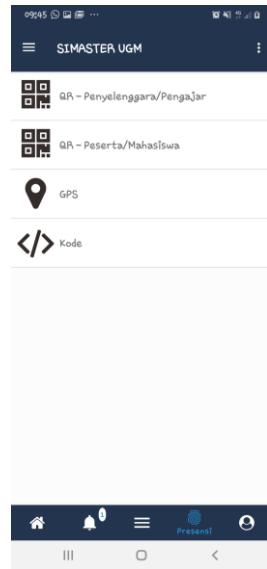 09:45
SIMASTER UGM
QR - Penyelenggara/Pengajar
QR - Peserta/Mahasiswa
GPS
Kode
1
Presensi